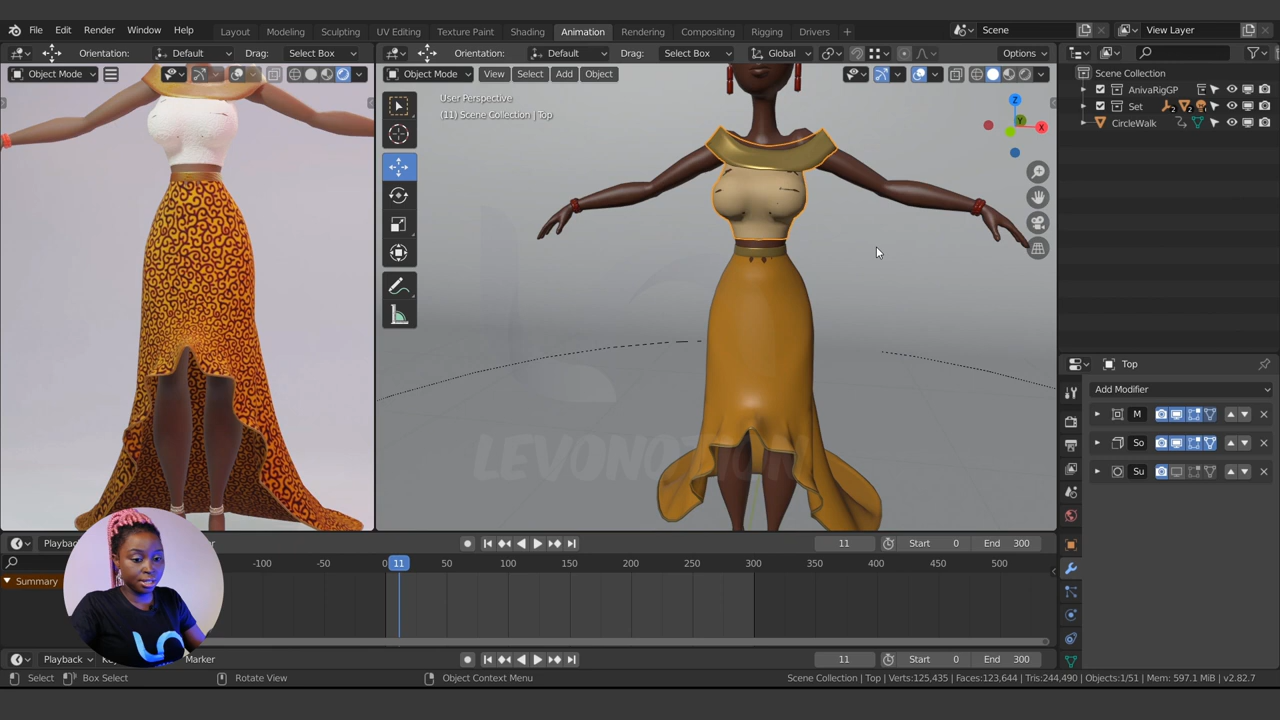 File Edit Render Window Help Layout Modeling Sculpting UV Editing Texture Paint Shading Animation Rendering Compositing Rigging Drivers + Scene View Layer
Orientation: Default Drag: Select Box
Orientation: Default Drag: Select Box Global Options
Object Mode
Object Mode View Select Add Object
Scene Collection
AnivaRigGP
Set
CircleWalk
User Perspective
(11) Scene Collection | Top
Z
Y
X
LEVONOTION
Top
Add Modifier
M
So
Su
Playback
11 Start 0 End 300
-100 -50 0 11 50 100 150 200 250 300 350 400 450 500
Summary
Playback Marker
11 Start 0 End 300
Select Box Select Rotate View Object Context Menu
Scene Collection | Top | Verts:125,435 | Faces:123,644 | Tris:244,490 | Objects:1/51 | Mem: 597.1 MiB | v2.82.7